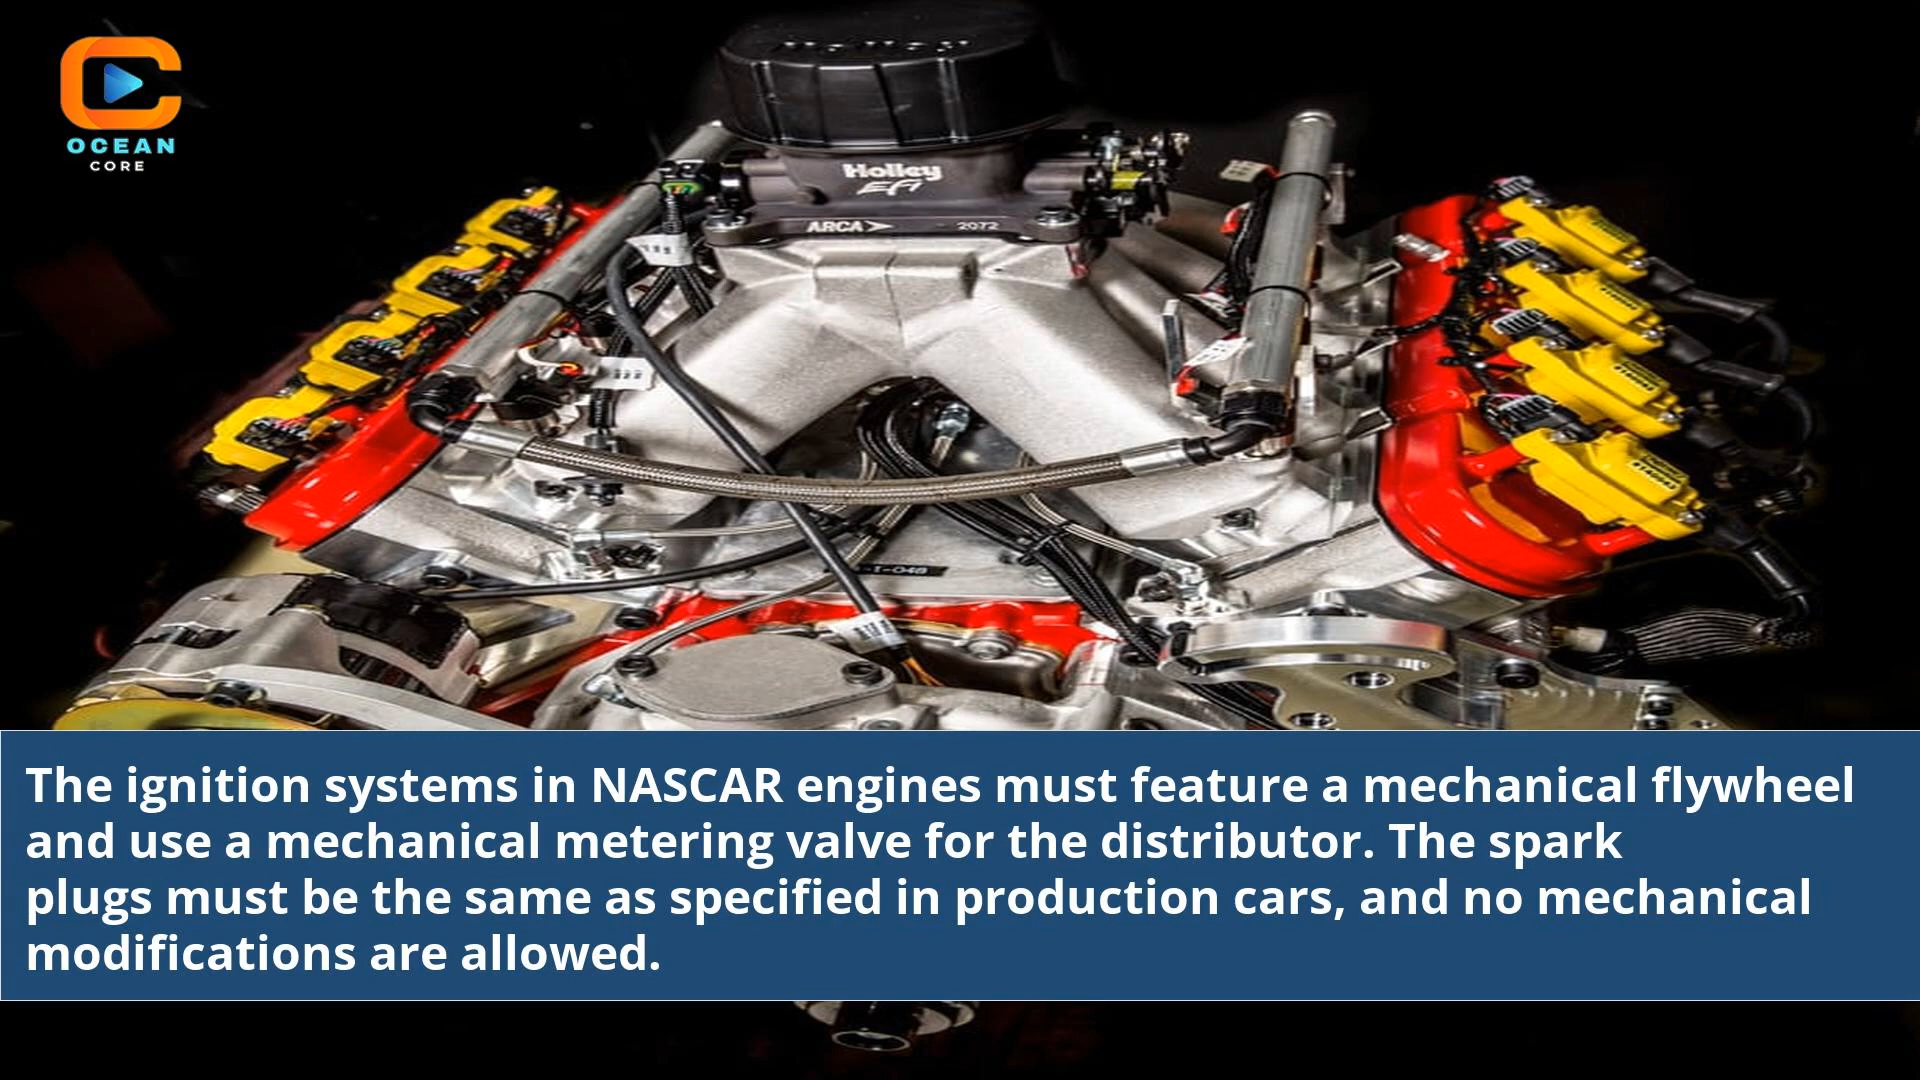 OCEAN
CORE
Holley
EFI
ARCA
2072
The ignition systems in NASCAR engines must feature a mechanical flywheel
and use a mechanical metering valve for the distributor. The spark
plugs must be the same as specified in production cars, and no mechanical
modifications are allowed.